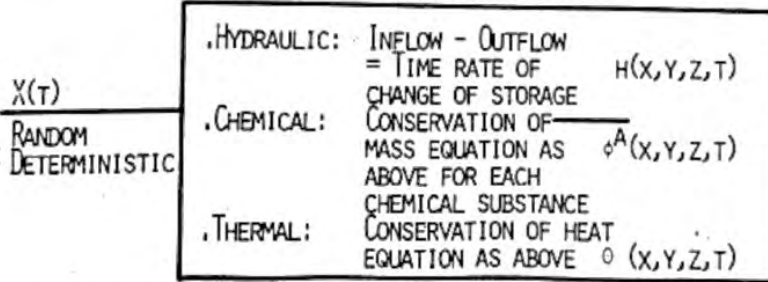 .HYDRAULIC: INFLOW - OUTFLOW
= TIME RATE OF H(X,Y,Z,T)
CHANGE OF STORAGE
X(T)
RANDOM
DETERMINISTIC
.CHEMICAL: CONSERVATION OF
MASS EQUATION AS ϕA(X,Y,Z,T)
ABOVE FOR EACH
CHEMICAL SUBSTANCE
.THERMAL: CONSERVATION OF HEAT
EQUATION AS ABOVE θ (X,Y,Z,T)